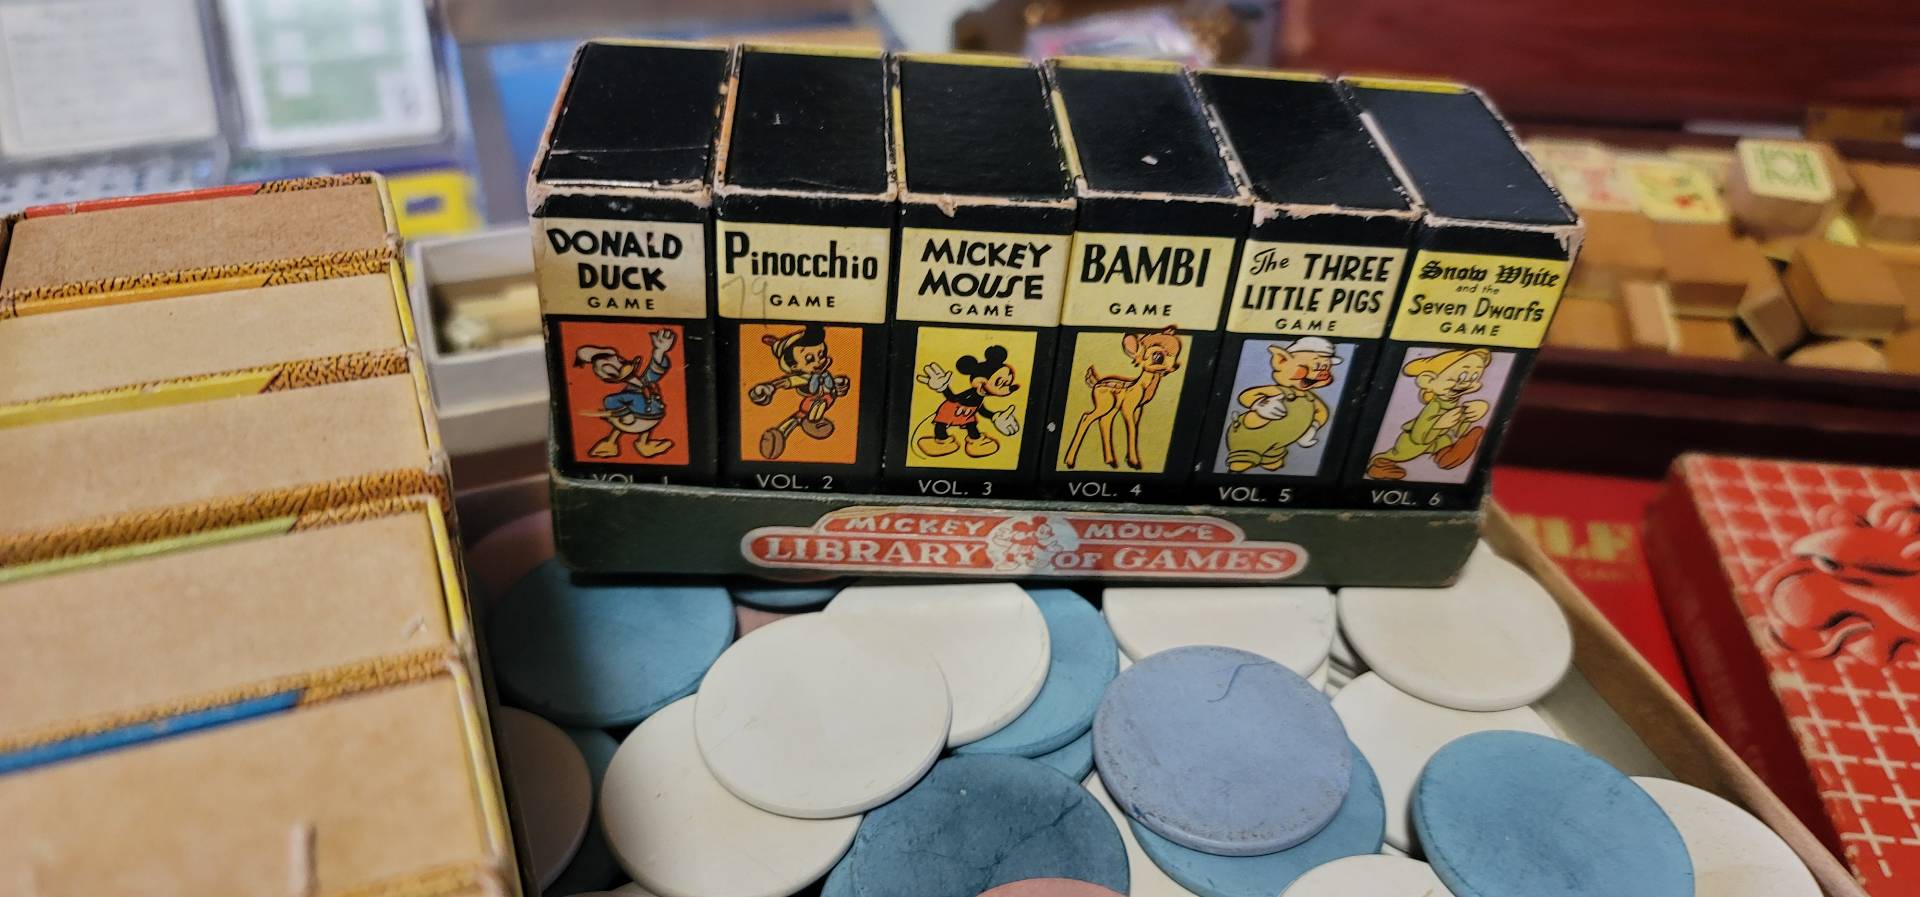 DONALD
DUCK
GAME
VOL. 1
Pinocchio
79
GAME
VOL. 2
MICKEY
MOUSE
GAME
VOL. 3
BAMBI
GAME
VOL. 4
The THREE
LITTLE PIGS
GAME
VOL. 5
Snow White
and the
Seven Dwarfs
GAME
VOL. 6
MICKEY MOUSE
LIBRARY OF GAMES